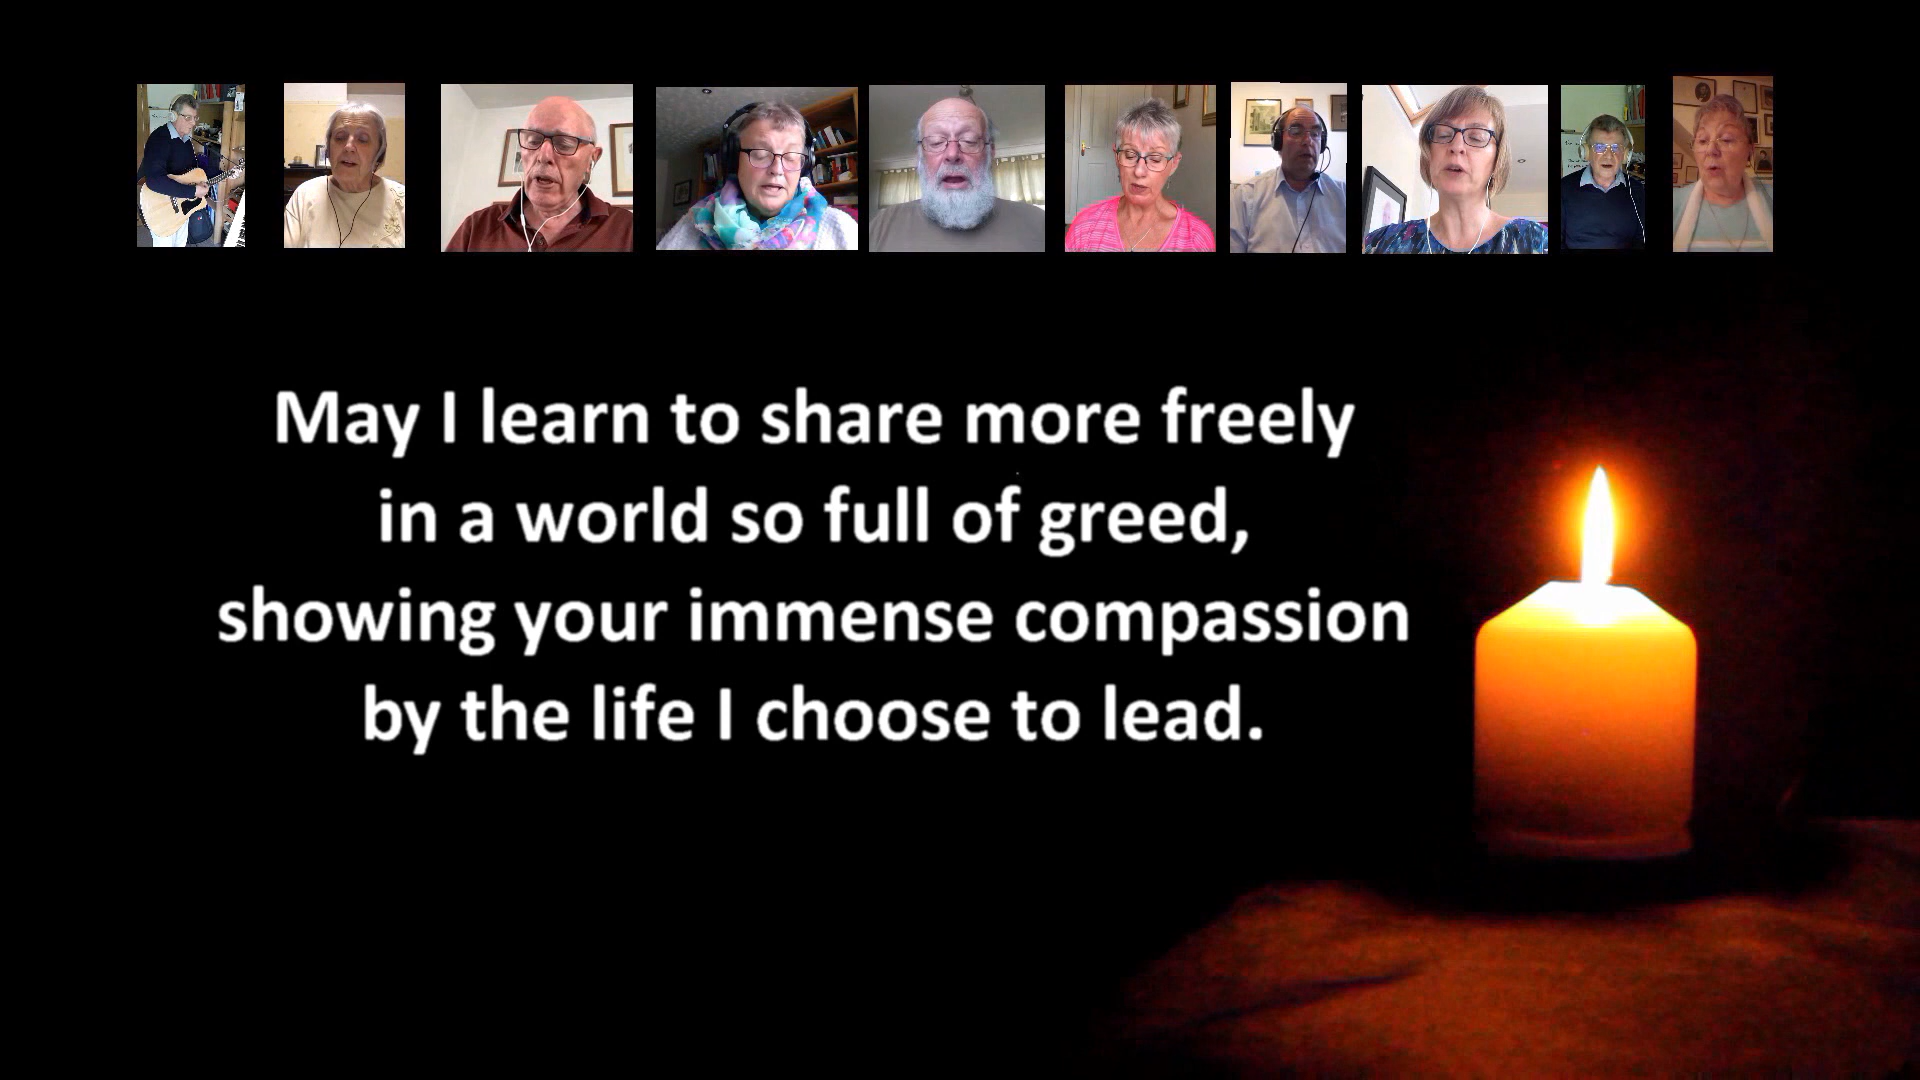 May I learn to share more freely
in a world so full of greed,
showing your immense compassion
by the life I choose to lead.